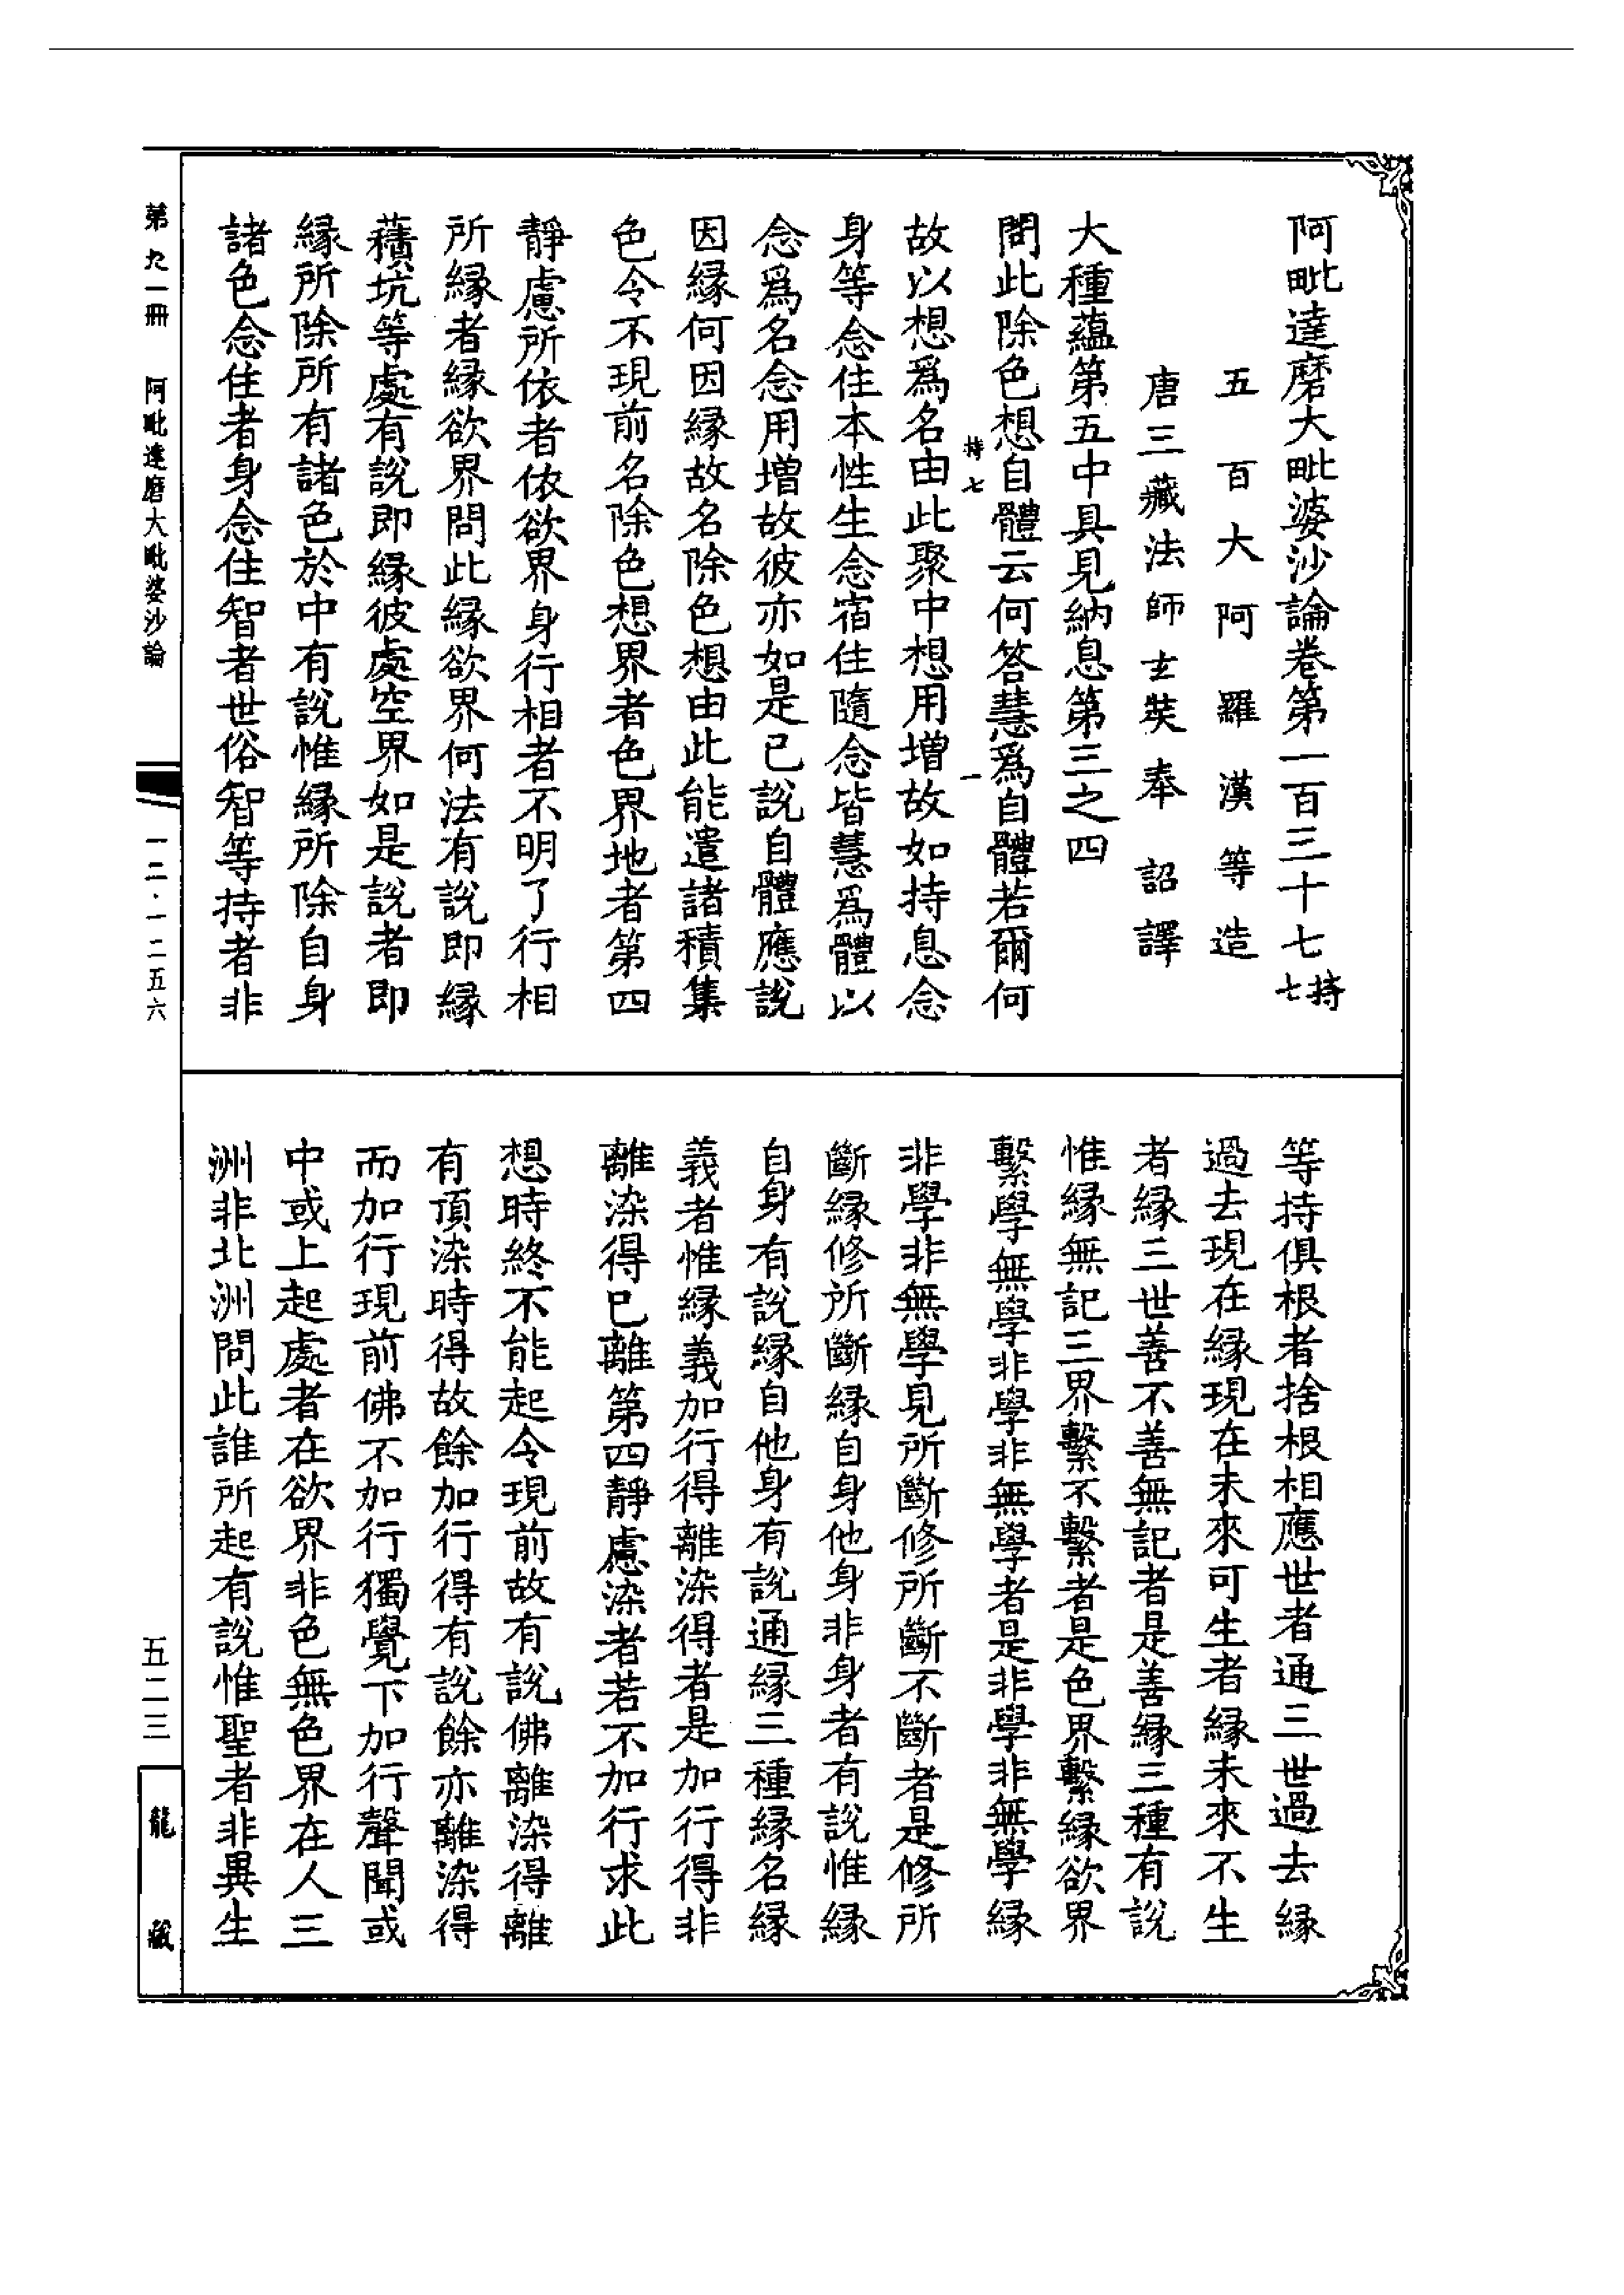 阿毗達磨大毗婆沙論卷第一百三十七 持七
五百大阿羅漢等造
唐三藏法師玄奘奉詔譯
大種蘊第五中具見納息第三之四
問此除色想自體云何答慧爲自體若爾何
持七 一
故以想爲名由此聚中想用增故如持息念
身等念住本性生念宿住隨念皆慧爲體以
念爲名念用增故彼亦如是已說自體應說
因緣何因緣故名除色想由此能遣諸積集
色令不現前名除色想界者色界地者第四
靜慮所依者依欲界身行相者不明了行相
所緣者緣欲界問此緣欲界何法有說即緣
坑等處有說即緣彼處空界如是說者即
緣所除所有諸色於中有說惟緣所除自身
諸色念住者身念住智者世俗智等持者非
等持俱根者捨根相應世者通三世過去緣
過去現在緣現在未來可生者緣未來不生
者緣三世善不善無記者是善緣三種有說
惟緣無記三界繫不繫者是色界繫緣欲界
繫學無學非學非無學者是非學非無學緣
非學非無學見所斷修所斷不斷者是修所
斷緣修所斷緣自身他身非身者有說惟緣
自身有說緣自他身有說通緣三種緣名緣
義者惟緣義加行得離染得者是加行得非
離染得已離第四靜慮染者若不加行求此
想時終不能起令現前故有說佛離染得離
有頂染時得故餘加行得有說餘亦離染得
而加行現前佛不加行獨覺下加行聲聞或
中或上起處者在欲界非色無色界在人三
洲非北洲問此誰所起有說惟聖者非異生
第九一冊 阿毗達磨大毗婆沙論
一二·一二五六
五二三
龍藏